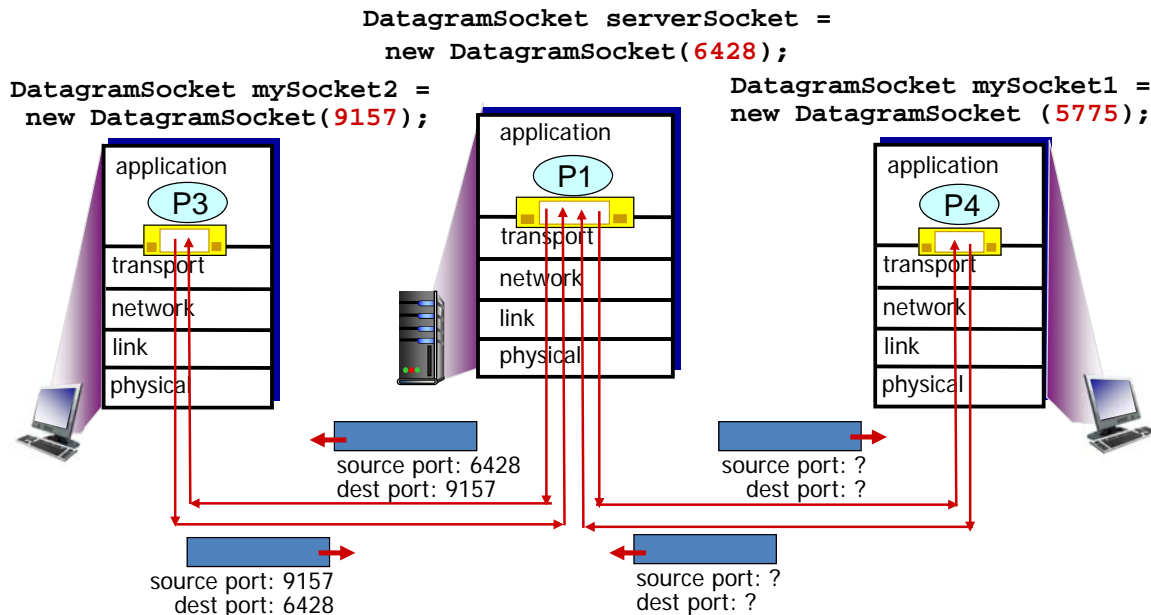 DatagramSocket serverSocket =
new DatagramSocket(6428);
DatagramSocket mySocket2 =
new DatagramSocket(9157);
DatagramSocket mySocket1 =
new DatagramSocket (5775);
application
P3
transport
network
link
physical
application
P1
transport
network
link
physical
application
P4
transport
network
link
physical
source port: 6428
dest port: 9157
source port: ?
dest port: ?
source port: 9157
dest port: 6428
source port: ?
dest port: ?